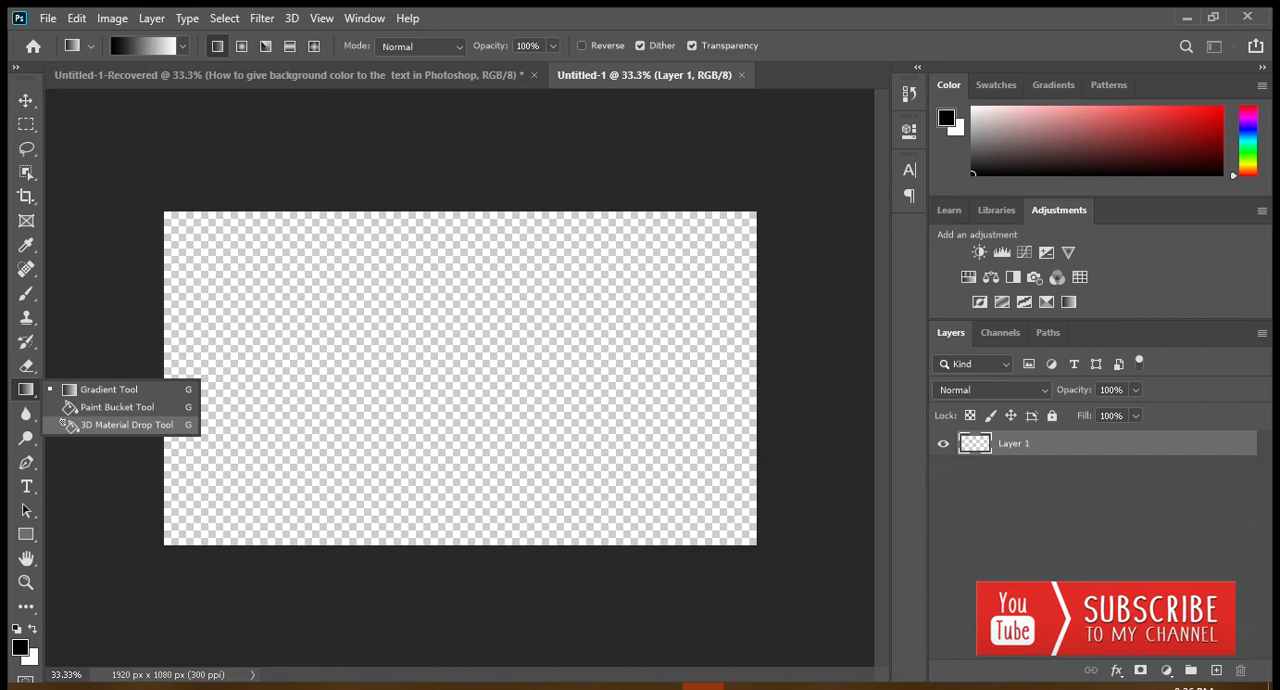 Ps File Edit Image Layer Type Select Filter 3D View Window Help
Mode: Normal Opacity: 100% Reverse Dither Transparency
Untitled-1-Recovered @ 33.3% (How to give background color to the text in Photoshop, RGB/8) * Untitled-1 @ 33.3% (Layer 1, RGB/8)
Color Swatches Gradients Patterns
Learn Libraries Adjustments
Add an adjustment
Layers Channels Paths
Kind
Normal Opacity: 100%
Lock: Fill: 100%
Layer 1
Gradient Tool G
Paint Bucket Tool G
3D Material Drop Tool G
You Tube
SUBSCRIBE
TO MY CHANNEL
33.33% 1920 px x 1080 px (300 ppi)